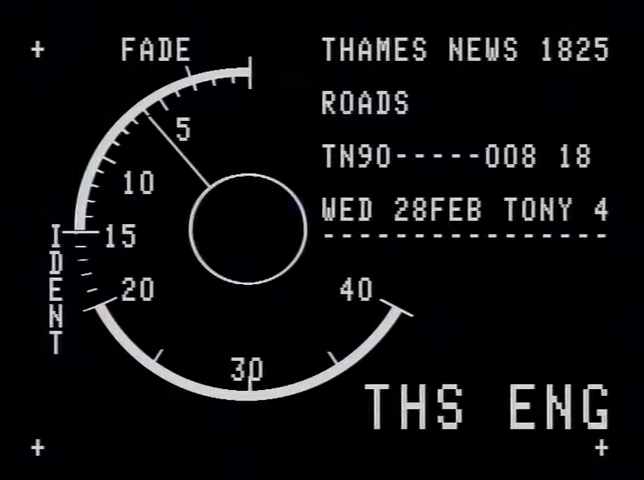 FADE
THAMES NEWS 1825
ROADS
TN90-----008 18
WED 28FEB TONY 4
-----------------
5
10
15
20
30
40
IDENT
THS ENG